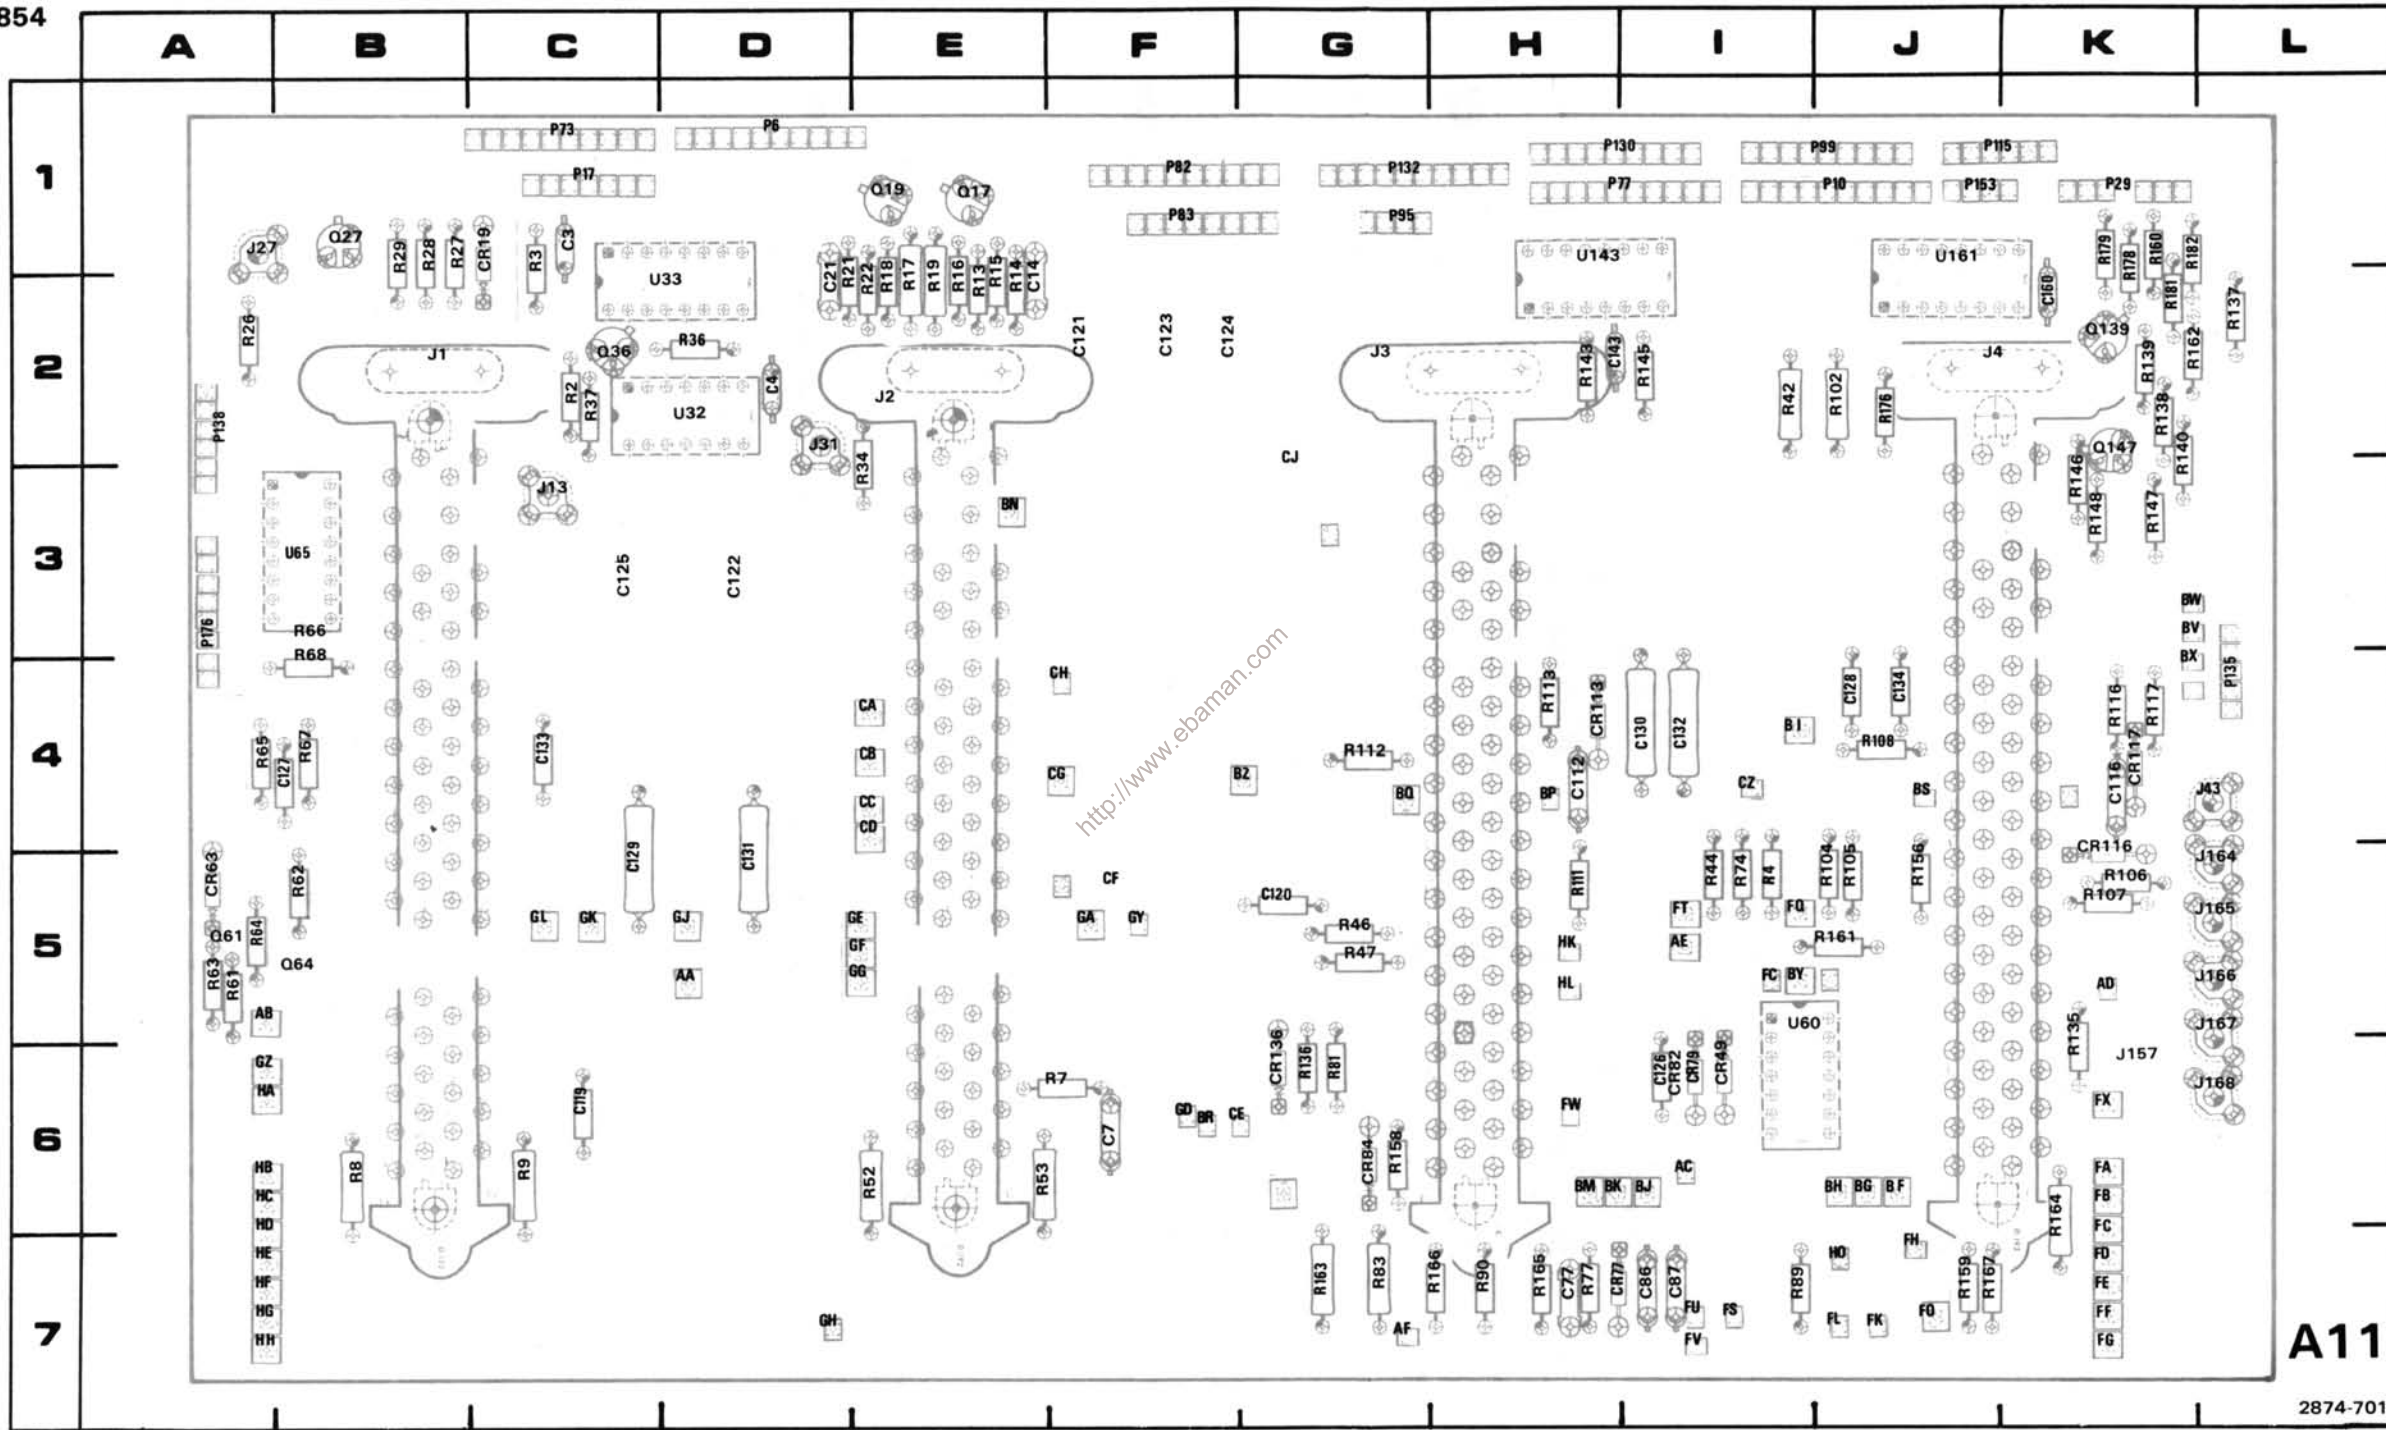 854
A B C D E F G H I J K L
1
P73 P6 P130 P99 P115
P17 Q19 Q17 P82 P132 P77 P10 P153 P29
P83 P95
J27 Q27 R29 R28 R27 CR19 R3 C3 U33 C21 R21 R22 R18 R17 R19 R16 R13 R15 R14 C14 U143 U161 C160 R179 R178 R160 R181 R182 R137
2
R26 J1 Q36 R36 C121 C123 C124 J3 R143 C143 R145 J4 Q139 R139 R162
R2 R37 U32 C4 J2 R42 R102 R176 R138
P138 J31 R34 CJ Q147 R140
J13 BN R146 R148 R147
3
U65 C125 C122 BW
P176 R66 BV
R68 BX P135
CH R113 CR113 C128 C134 R116 R117
CA C130 C132 BI
4
R65 C127 R67 C133 CB R112 R108 CR117
CG BZ C112 C116
CC BQ BP CZ BS J43
CD
C129 C131 CR116 J164
CR63 R62 CF R111 R44 R74 R4 R104 R105 R156 R106
C120 R107
GL GK GJ GE GA GY FT FQ J165
5
Q61 R64 GF R46 HK AE R161
Q64 R47
R63 R61 AA GG HL FC BY AD J166
AB U60 J167
CR136 R136 R81 R135 J157
GZ C126 CR82 CR79 CR49
HA C119 R7 J168
FX
GD BR CE FW
6
C7
R8 R9 R52 R53 CR84 R158 AC FA
HB
HC BM BK BJ BH BG BF FB
HD R164 FC
HE FH HO FD
HF R163 R83 R166 R90 R165 C77 R77 CR77 C86 C87 R89 R159 R167 FE
HG FU FS FO FF
7
HH GH AF FV FL FK FG
A11
2874-701
http://www.ebaman.com